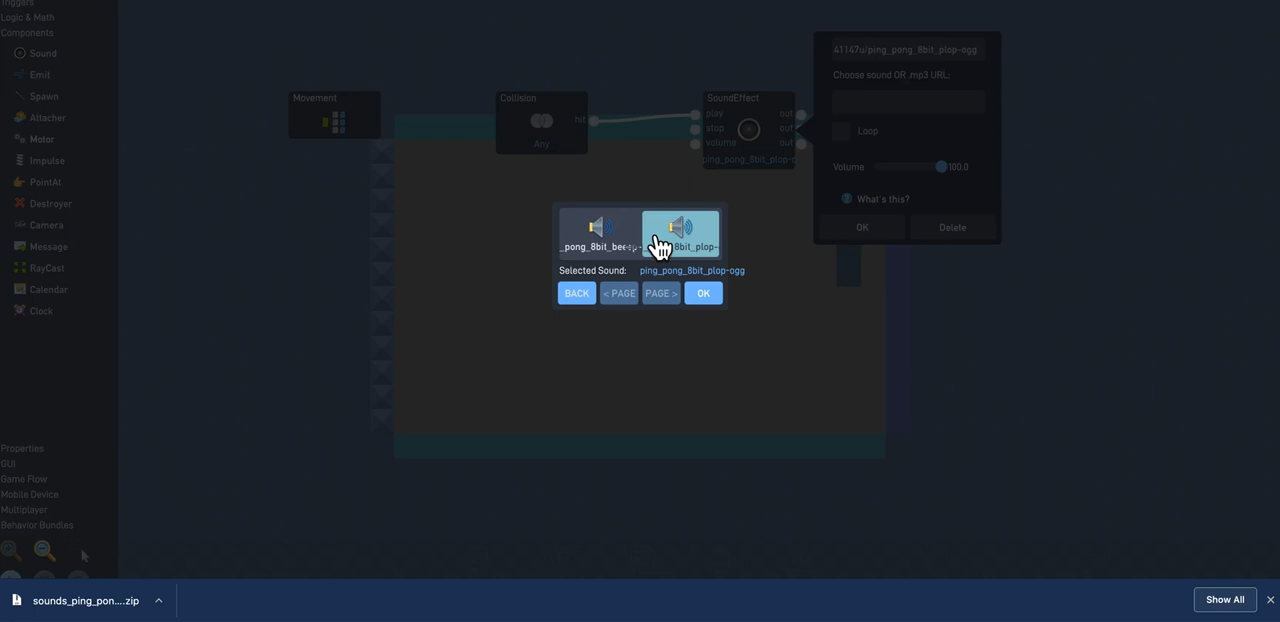 Triggers
Logic & Math
Components
Sound
Emit
Spawn
Attacher
Motor
Impulse
PointAt
Destroyer
Camera
Message
RayCast
Calendar
Clock
Properties
GUI
Game Flow
Mobile Device
Multiplayer
Behavior Bundles
Movement
Collision
hit
Any
SoundEffect
play out
stop out
volume out
ping_pong_8bit_plop-o
41147u/ping_pong_8bit_plop-ogg
Choose sound OR .mp3 URL:
Loop
Volume 100.0
What's this?
OK Delete
_pong_8bit_beep- 8bit_plop-
Selected Sound: ping_pong_8bit_plop-ogg
BACK < PAGE PAGE > OK
sounds_ping_pon....zip
Show All